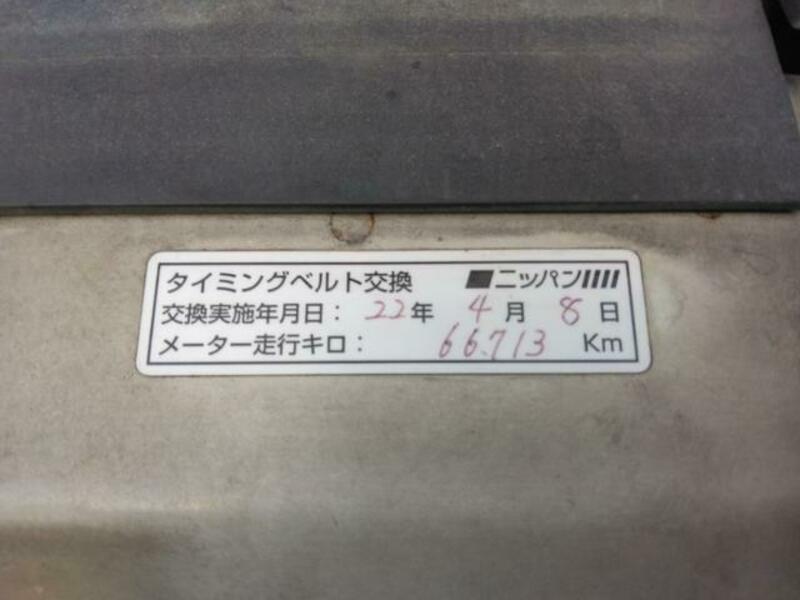 タイミングベルト交換 ニッパン
交換実施年月日: 22年 4月 8日
メーター走行キロ: 66.713 Km